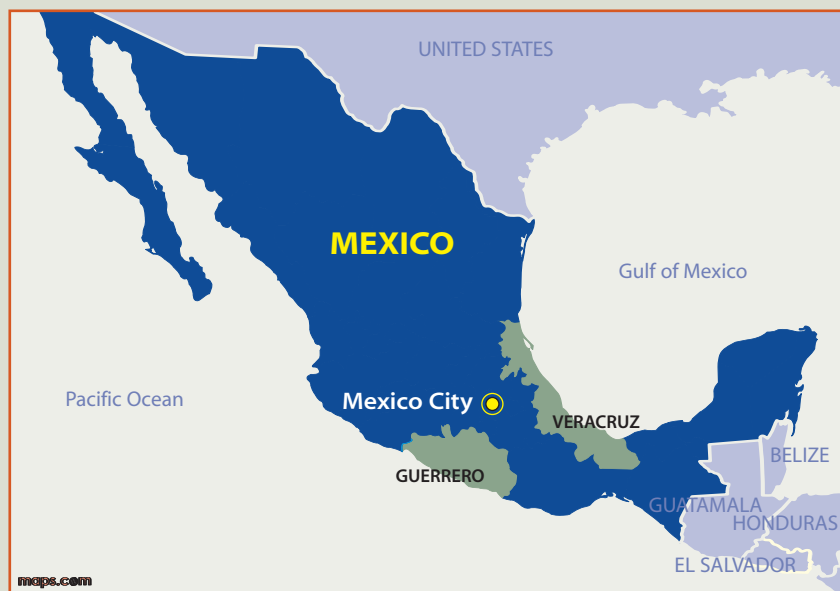 UNITED STATES
MEXICO
Gulf of Mexico
Pacific Ocean
Mexico City
VERACRUZ
GUERRERO
BELIZE
GUATAMALA
HONDURAS
EL SALVADOR
maps.com